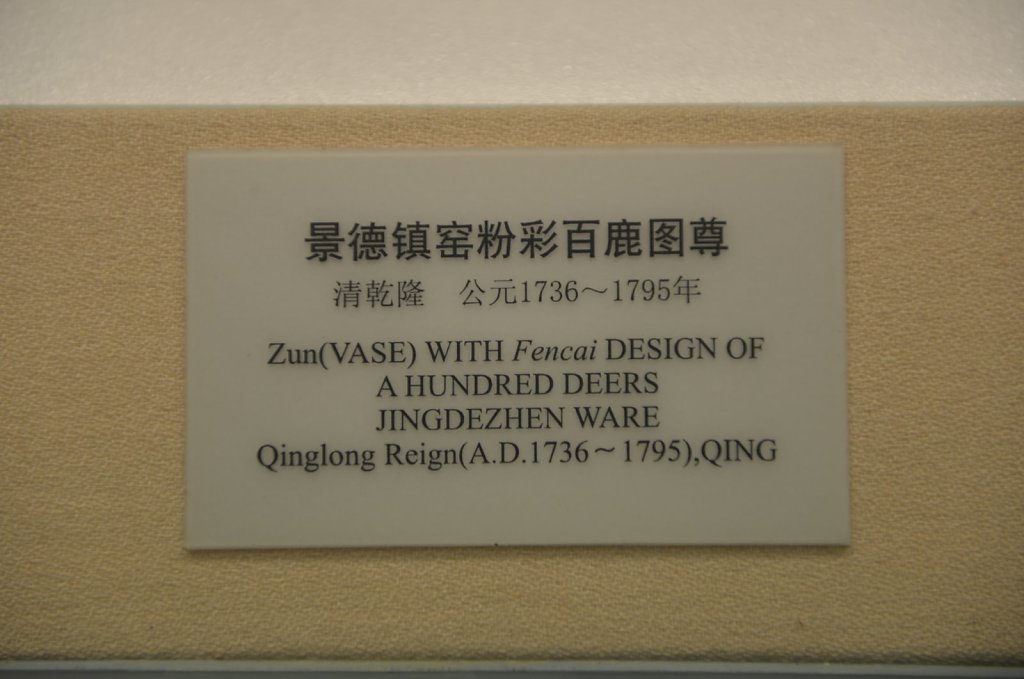 景德镇窑粉彩百鹿图尊
清乾隆　公元1736～1795年
Zun(VASE) WITH Fencai DESIGN OF
A HUNDRED DEERS
JINGDEZHEN WARE
Qinglong Reign(A.D.1736～1795),QING